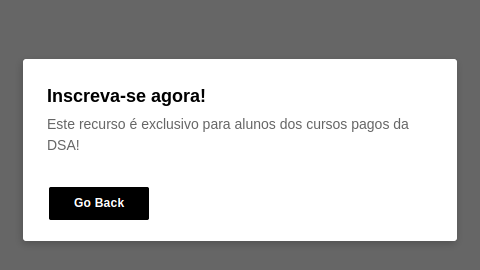 Inscreva-se agora!
Este recurso é exclusivo para alunos dos cursos pagos da
DSA!
Go Back